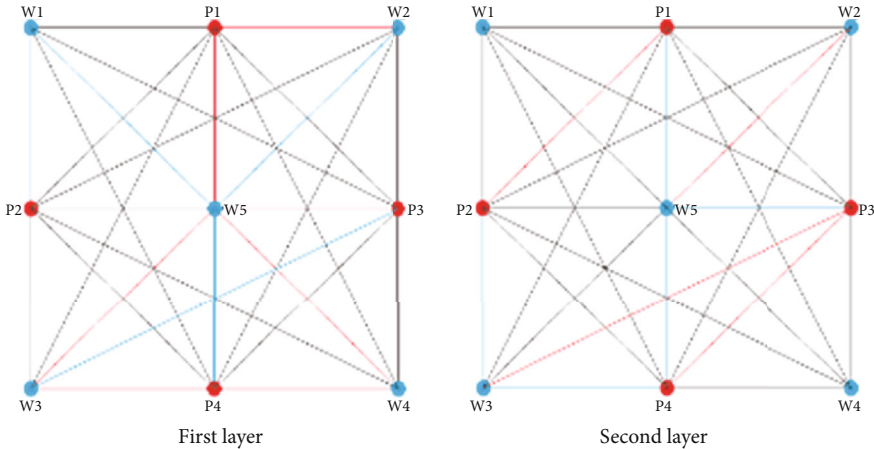 W1 P1 W2 W1 P1 W2
P2 W5 P3 P2 W5 P3
W3 P4 W4 W3 P4 W4
First layer Second layer